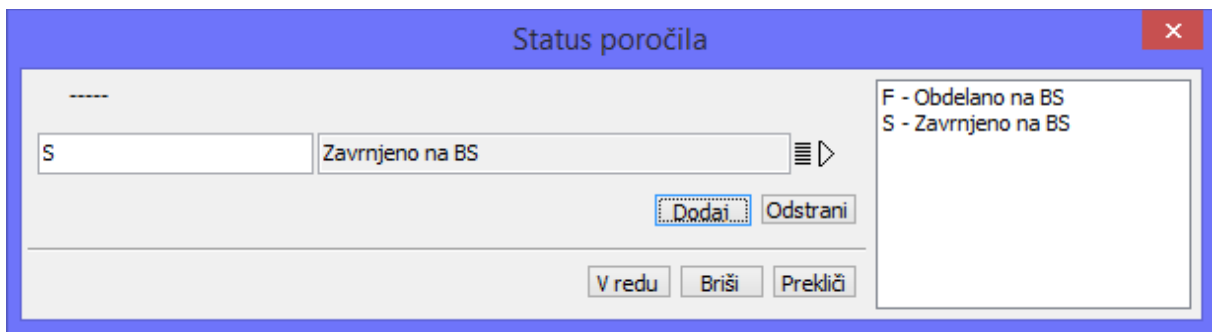 Status poročila
-----
S
Zavrnjeno na BS
Dodaj
Odstrani
V redu
Briši
Prekliči
F - Obdelano na BS
S - Zavrnjeno na BS